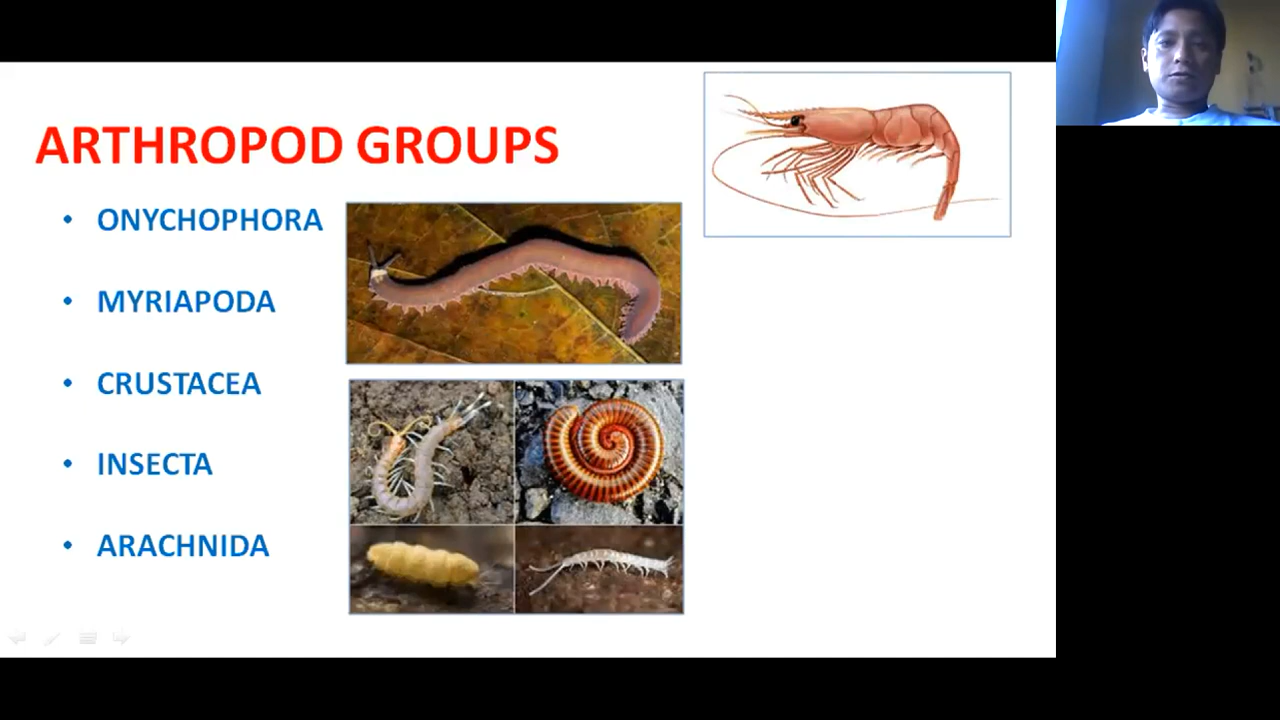 ARTHROPOD GROUPS
• ONYCHOPHORA
• MYRIAPODA
• CRUSTACEA
• INSECTA
• ARACHNIDA